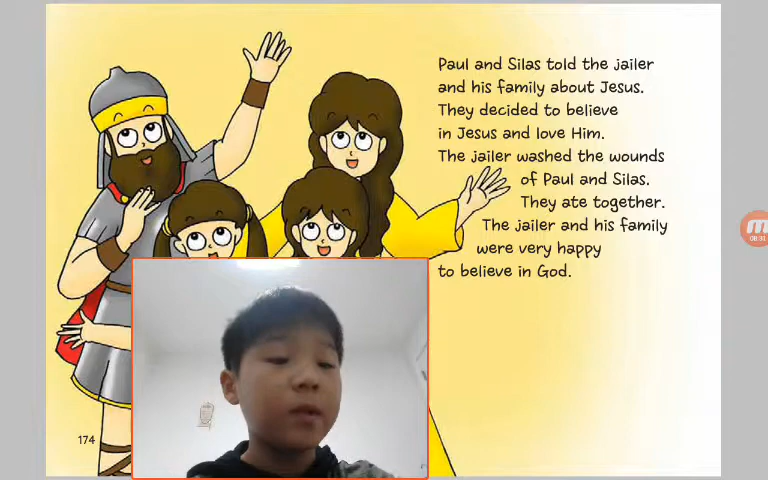 Paul and Silas told the jailer
and his family about Jesus.
They decided to believe
in Jesus and love Him.
The jailer washed the wounds
of Paul and Silas.
They ate together.
The jailer and his family
were very happy
to believe in God.
174